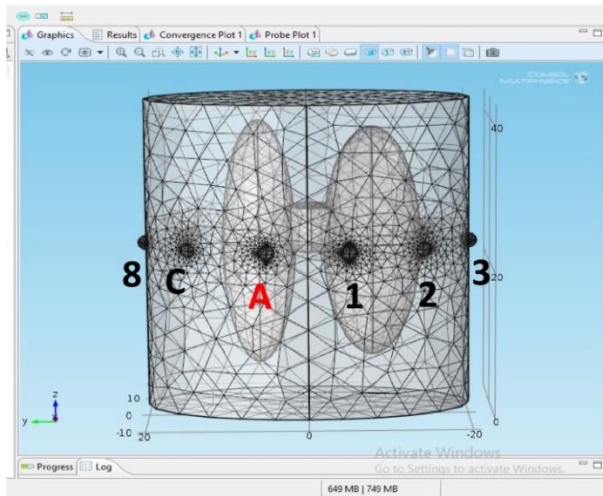 Graphics Results Convergence Plot 1 Probe Plot 1
COMSOL
MULTIPHYSICS
40
8 C A 1 2 3
20
z
y
10
0
-10
20
0
-20
0
Activate Windows
Go to Settings to activate Windows.
Progress Log
649 MB | 749 MB